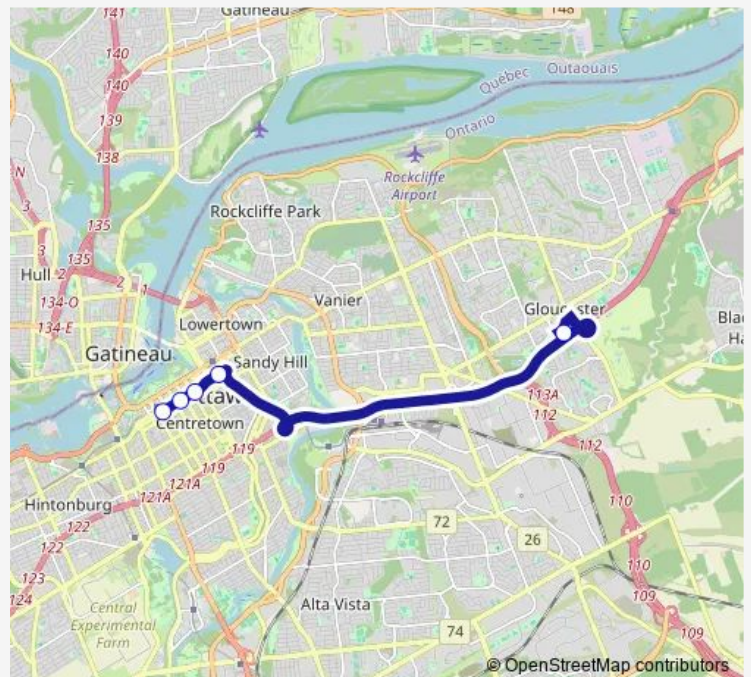 141
Gatineau
148
140
140
139
138
Québec Outaouais
Ontario
Rockcliffe
Airport
N
3
3
135
135
Rockcliffe Park
Hull 2
2
1
134-O
134-E
Lowertown
Vanier
Gloucester
Gatineau
Sandy Hill
Centretown
113A
112
112
119
119
121A
121A
Hintonburg
122
122
123
124
110
110
109
109
72
26
74
Alta Vista
Central
Experimental
Farm
© OpenStreetMap contributors